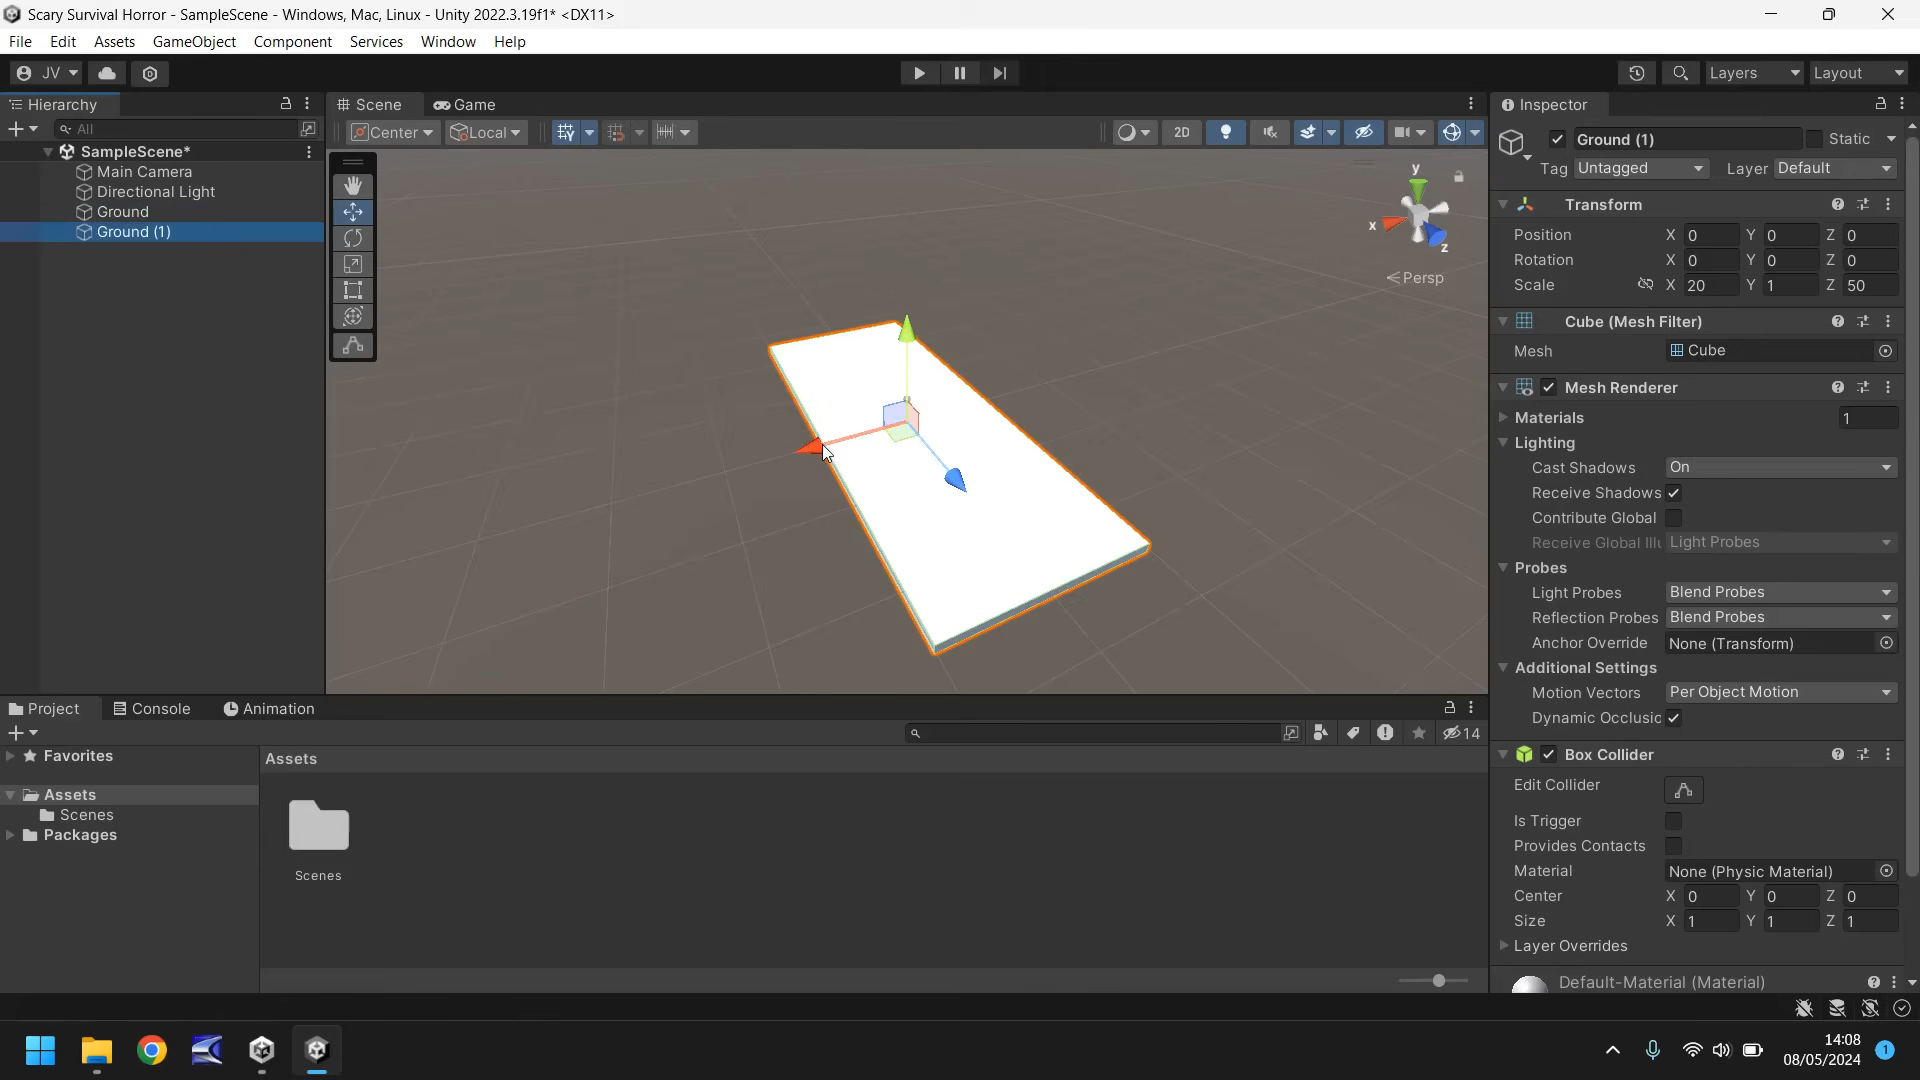 Scary Survival Horror - SampleScene - Windows, Mac, Linux - Unity 2022.3.19f1* <DX11>
File Edit Assets GameObject Component Services Window Help
JV Layers Layout
Hierarchy
All
SampleScene*
Main Camera
Directional Light
Ground
Ground (1)
Scene Game
Center Local 2D
y
x
z
Persp
Inspector
Ground (1) Static
Tag Untagged Layer Default
Transform
Position X 0 Y 0 Z 0
Rotation X 0 Y 0 Z 0
Scale X 20 Y 1 Z 50
Cube (Mesh Filter)
Mesh Cube
Mesh Renderer
Materials 1
Lighting
Cast Shadows On
Receive Shadows
Contribute Global
Receive Global Illu Light Probes
Probes
Light Probes Blend Probes
Reflection Probes Blend Probes
Anchor Override None (Transform)
Additional Settings
Motion Vectors Per Object Motion
Dynamic Occlusic
Box Collider
Edit Collider
Is Trigger
Provides Contacts
Material None (Physic Material)
Center X 0 Y 0 Z 0
Size X 1 Y 1 Z 1
Layer Overrides
Default-Material (Material)
Project Console Animation
14
Favorites
Assets
Scenes
Packages
Assets
Scenes
14:08
08/05/2024
1